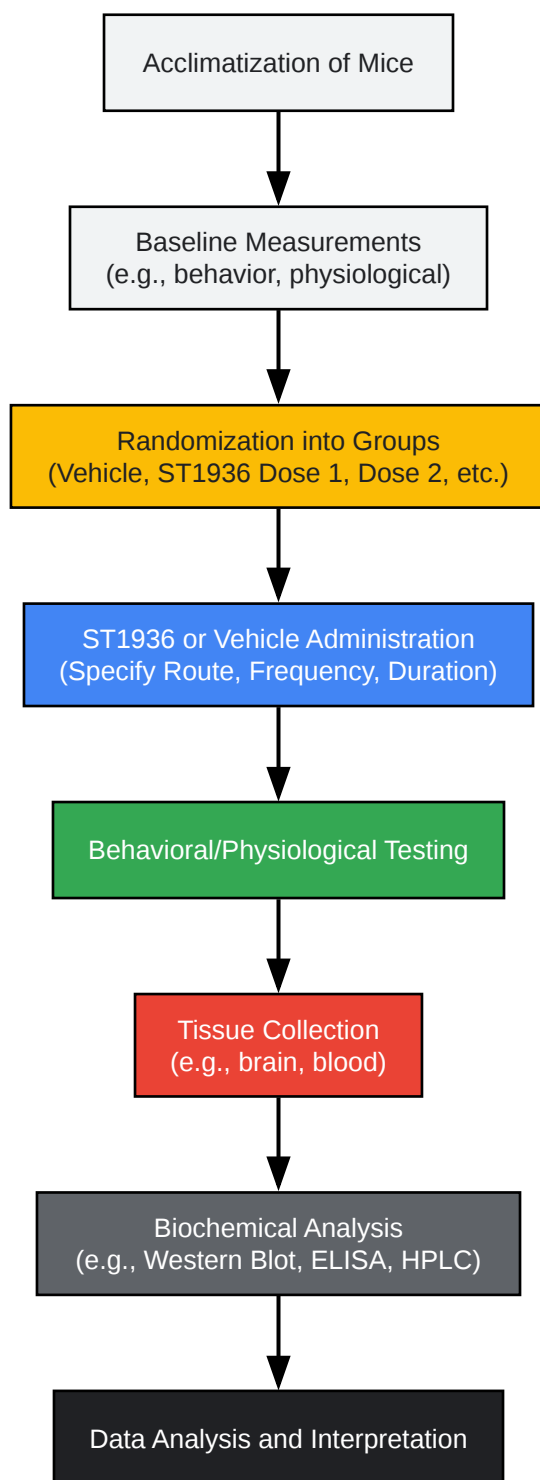 Acclimatization of Mice
Baseline Measurements
(e.g., behavior, physiological)
Randomization into Groups
(Vehicle, ST1936 Dose 1, Dose 2, etc.)
ST1936 or Vehicle Administration
(Specify Route, Frequency, Duration)
Behavioral/Physiological Testing
Tissue Collection
(e.g., brain, blood)
Biochemical Analysis
(e.g., Western Blot, ELISA, HPLC)
Data Analysis and Interpretation